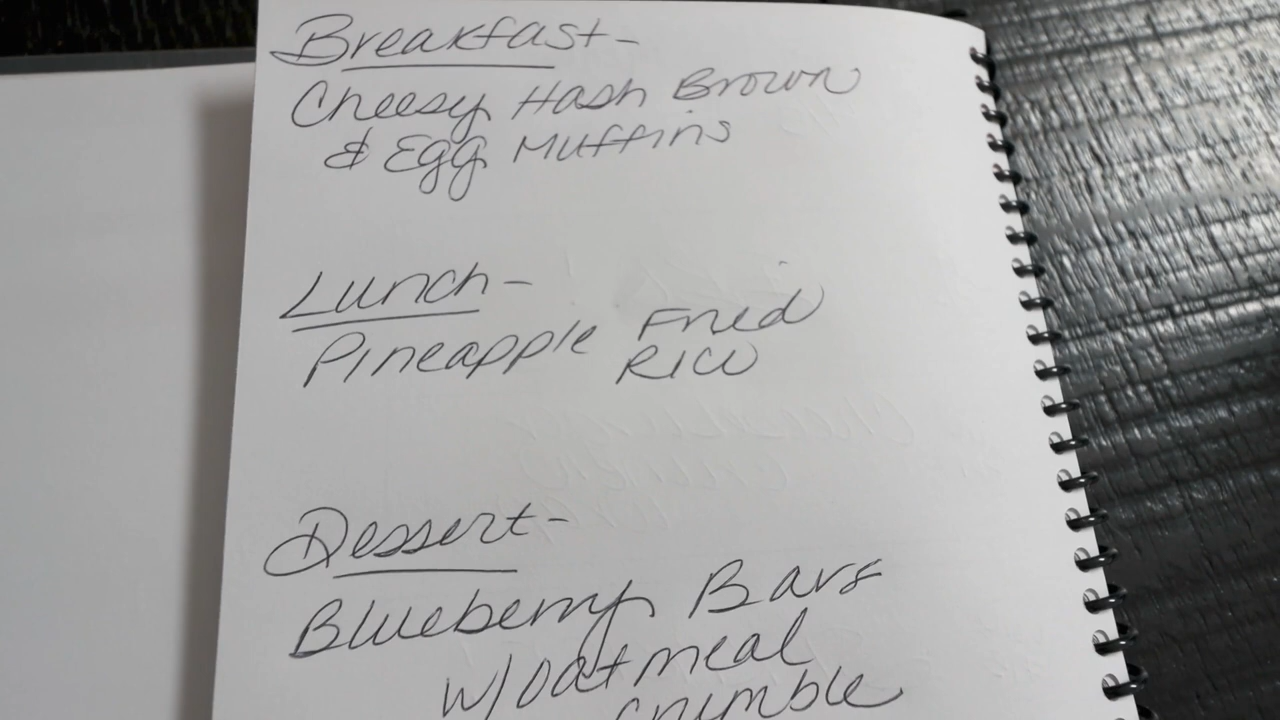 Breakfast-
Cheesy Hash Brown
& Egg Muffins
Lunch-
Pineapple Fried
Rice
Dessert-
Blueberry Bars
w/oatmeal
crumble